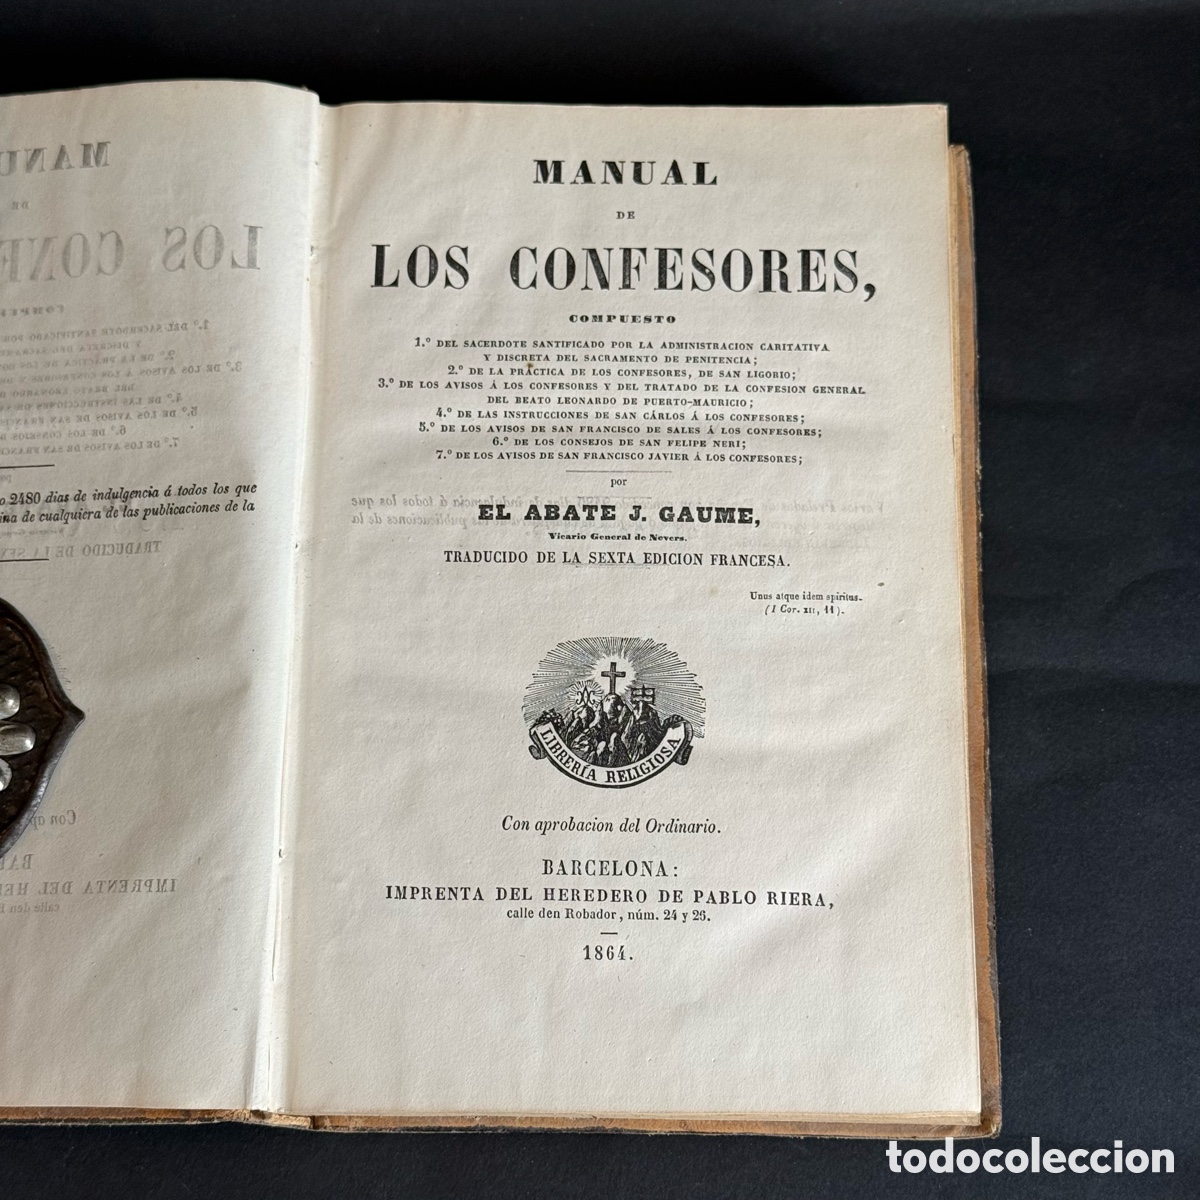 o 2480 dias de indulgencia á todos los que
ina de cualquiera de las publicaciones de la
MANUAL
DE
LOS CONFESORES,
COMPUESTO
1.º DEL SACERDOTE SANTIFICADO POR LA ADMINISTRACION CARITATIVA
Y DISCRETA DEL SACRAMENTO DE PENITENCIA;
2.º DE LA PRÁCTICA DE LOS CONFESORES, DE SAN LIGORIO;
3.º DE LOS AVISOS Á LOS CONFESORES Y DEL TRATADO DE LA CONFESION GENERAL
DEL BEATO LEONARDO DE PUERTO-MAURICIO;
4.º DE LAS INSTRUCCIONES DE SAN CÁRLOS Á LOS CONFESORES;
5.º DE LOS AVISOS DE SAN FRANCISCO DE SALES Á LOS CONFESORES;
6.º DE LOS CONSEJOS DE SAN FELIPE NERI;
7.º DE LOS AVISOS DE SAN FRANCISCO JAVIER Á LOS CONFESORES;
por
EL ABATE J. GAUME,
Vicario General de Nevers.
TRADUCIDO DE LA SEXTA EDICION FRANCESA.
Unus atque idem spiritus.
(I Cor. XII, 11).
LIBRERÍA RELIGIOSA
Con aprobacion del Ordinario.
BARCELONA:
IMPRENTA DEL HEREDERO DE PABLO RIERA,
calle den Robador, núm. 24 y 26.
1864.
todocoleccion